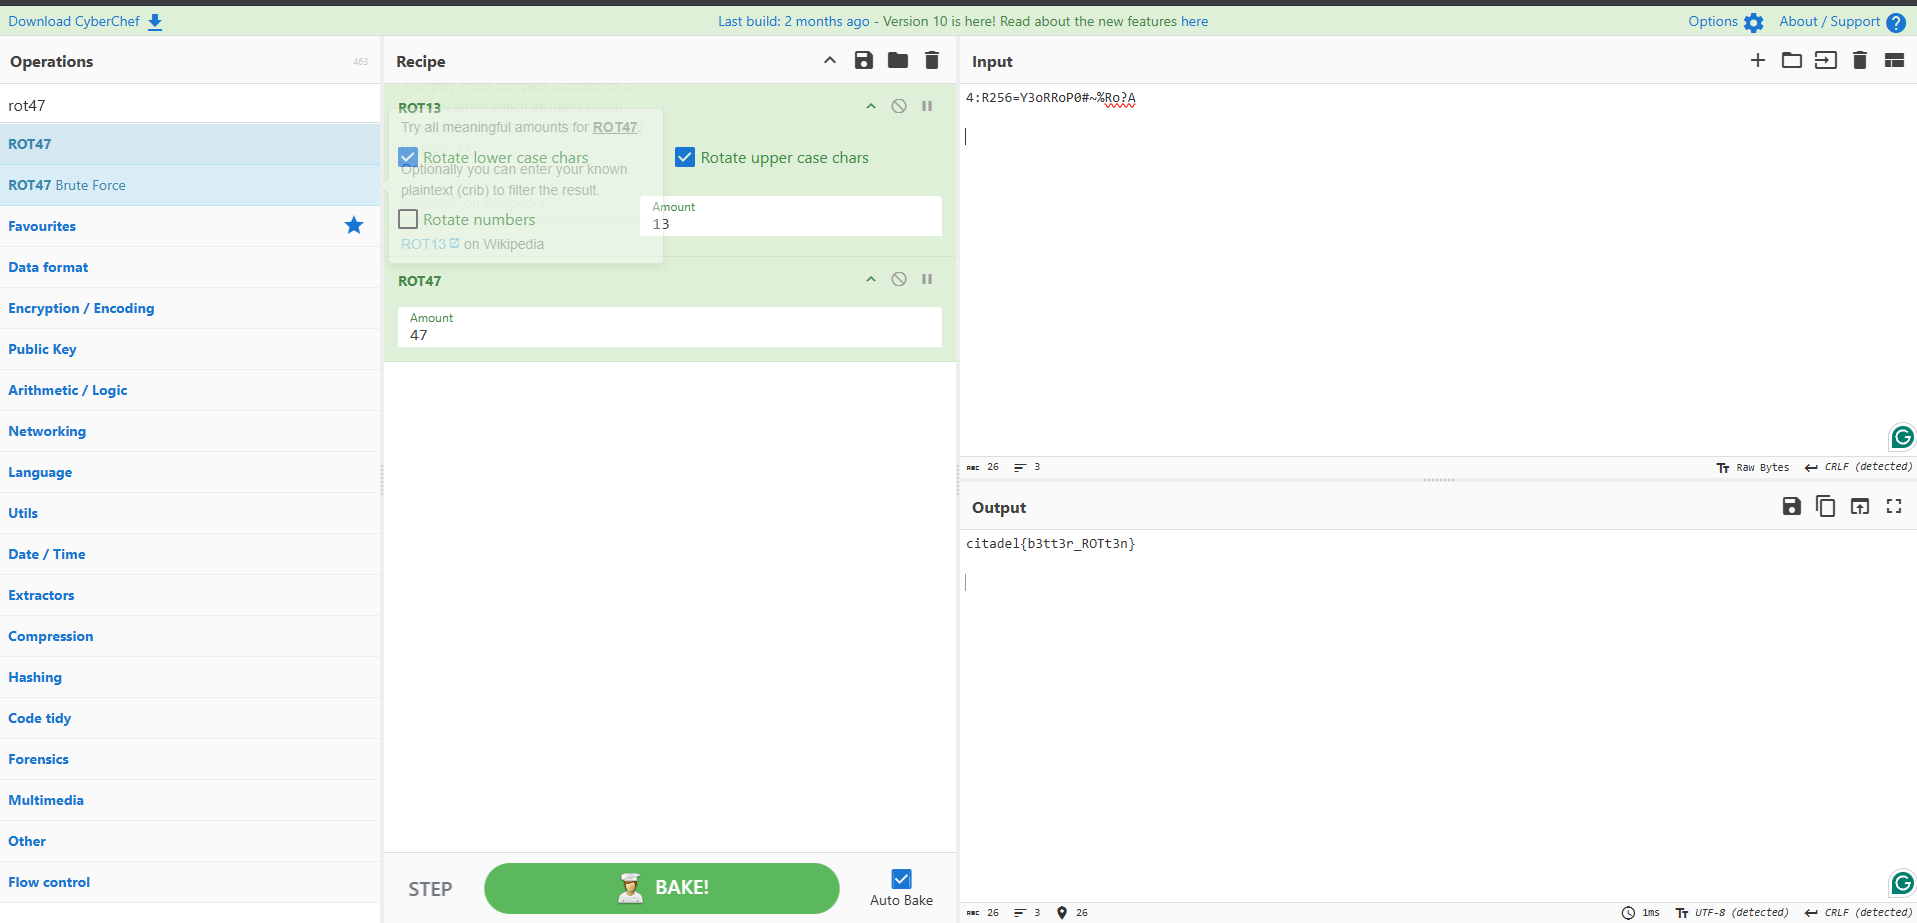 Download CyberChef
Last build: 2 months ago - Version 10 is here! Read about the new features here
Options
About / Support
Operations
463
rot47
ROT47
ROT47 Brute Force
Favourites
Data format
Encryption / Encoding
Public Key
Arithmetic / Logic
Networking
Language
Utils
Date / Time
Extractors
Compression
Hashing
Code tidy
Forensics
Multimedia
Other
Flow control
Recipe
ROT13
Try all meaningful amounts for ROT47.
Rotate lower case chars
Rotate upper case chars
Optionally you can enter your known
plaintext (crib) to filter the result.
Rotate numbers
Amount
13
ROT13 on Wikipedia
ROT47
Amount
47
STEP
BAKE!
Auto Bake
Input
4:R256=Y3oRRoP0#~%Ro?A
ABC 26
3
Raw Bytes
CRLF (detected)
Output
citadel{b3tt3r_ROTt3n}
ABC 26
3
26
1ms
UTF-8 (detected)
CRLF (detected)